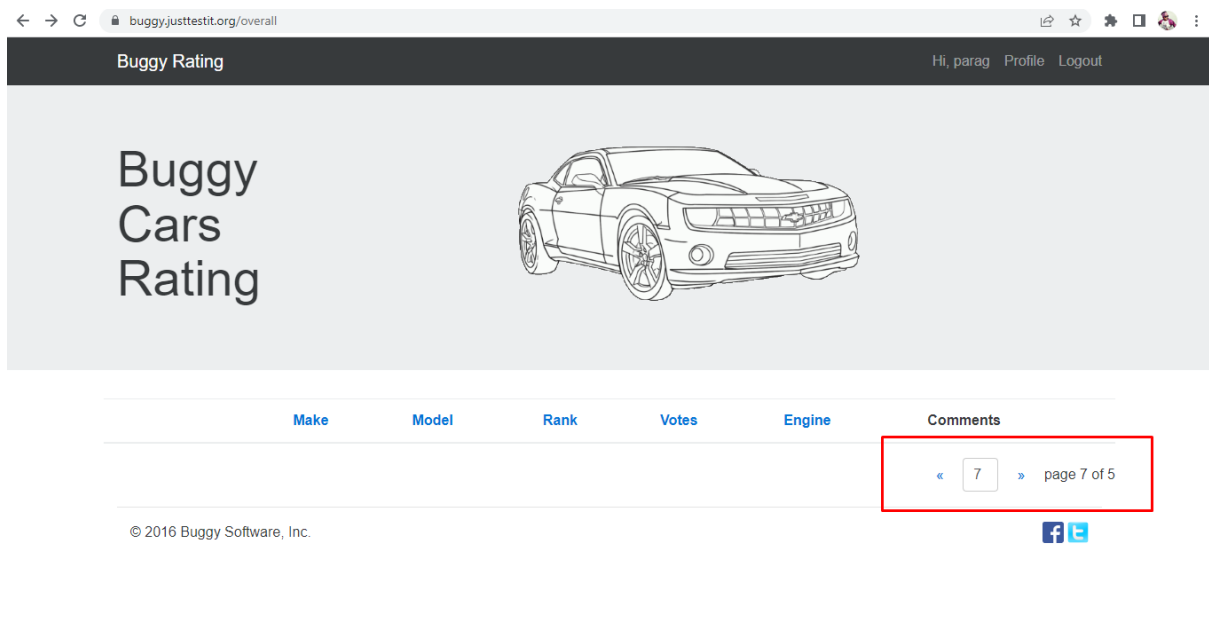 buggy.justtestit.org/overall
Buggy Rating
Hi, parag Profile Logout
Buggy
Cars
Rating
Make Model Rank Votes Engine Comments
« 7 » page 7 of 5
© 2016 Buggy Software, Inc.